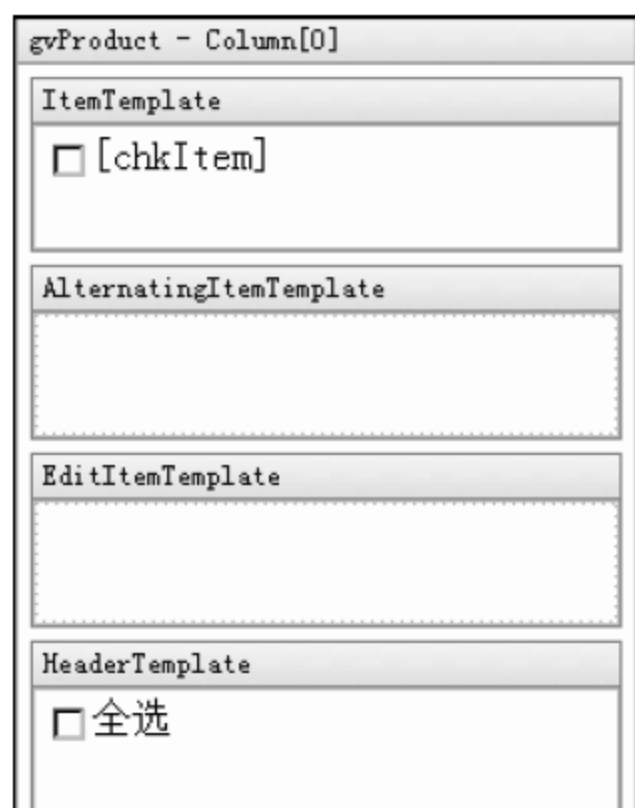 gvProduct - Column[0]
ItemTemplate
[chkItem]
AlternatingItemTemplate
EditItemTemplate
HeaderTemplate
全选